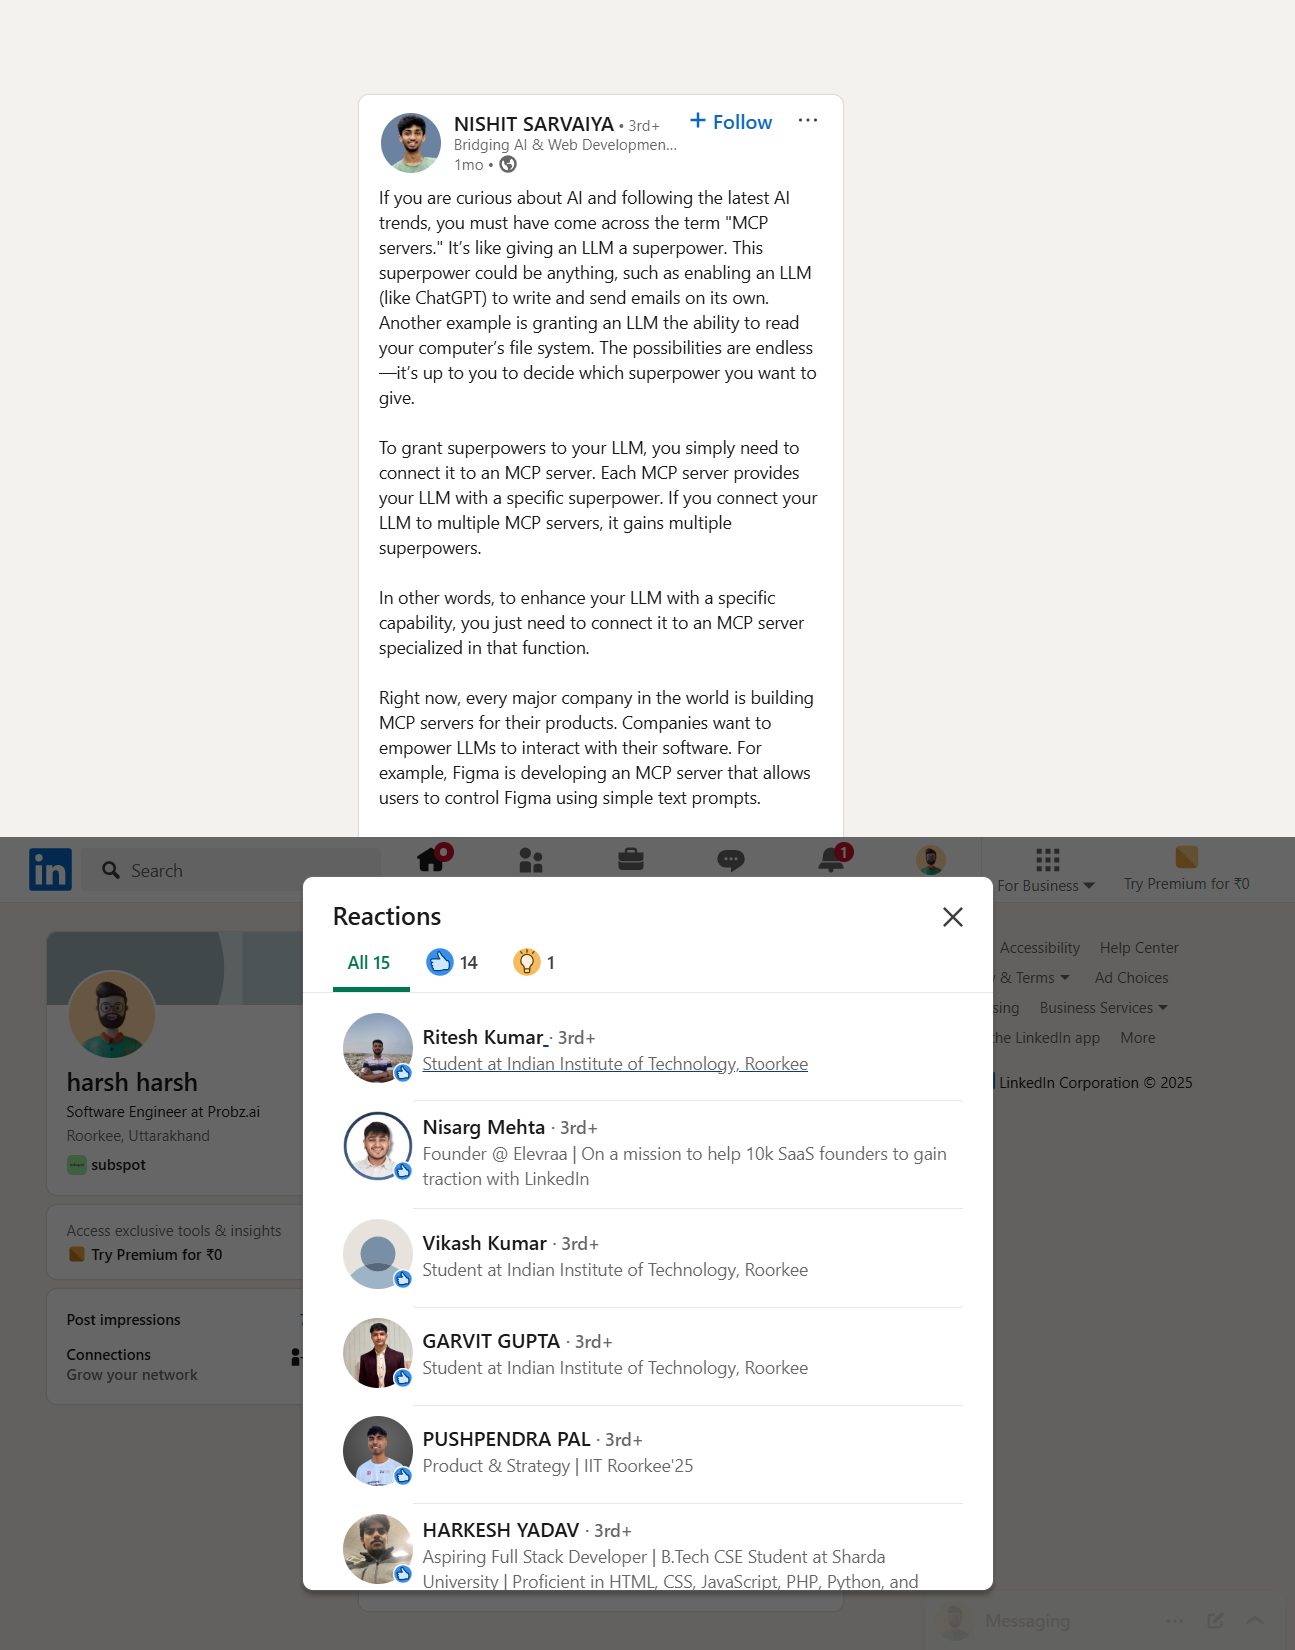 NISHIT SARVAIYA • 3rd+
+ Follow
Bridging AI & Web Developmen...
1mo •
If you are curious about AI and following the latest AI
trends, you must have come across the term "MCP
servers." It’s like giving an LLM a superpower. This
superpower could be anything, such as enabling an LLM
(like ChatGPT) to write and send emails on its own.
Another example is granting an LLM the ability to read
your computer’s file system. The possibilities are endless
—it’s up to you to decide which superpower you want to
give.
To grant superpowers to your LLM, you simply need to
connect it to an MCP server. Each MCP server provides
your LLM with a specific superpower. If you connect your
LLM to multiple MCP servers, it gains multiple
superpowers.
In other words, to enhance your LLM with a specific
capability, you just need to connect it to an MCP server
specialized in that function.
Right now, every major company in the world is building
MCP servers for their products. Companies want to
empower LLMs to interact with their software. For
example, Figma is developing an MCP server that allows
users to control Figma using simple text prompts.
in
Search
1
For Business
Try Premium for ₹0
harsh harsh
Software Engineer at Probz.ai
Roorkee, Uttarakhand
subspot
Access exclusive tools & insights
Try Premium for ₹0
Post impressions
Connections
Grow your network
Reactions
All 15
14
1
Ritesh Kumar · 3rd+
Student at Indian Institute of Technology, Roorkee
Nisarg Mehta · 3rd+
Founder @ Elevraa | On a mission to help 10k SaaS founders to gain
traction with LinkedIn
Vikash Kumar · 3rd+
Student at Indian Institute of Technology, Roorkee
GARVIT GUPTA · 3rd+
Student at Indian Institute of Technology, Roorkee
PUSHPENDRA PAL · 3rd+
Product & Strategy | IIT Roorkee'25
HARKESH YADAV · 3rd+
Aspiring Full Stack Developer | B.Tech CSE Student at Sharda
University | Proficient in HTML, CSS, JavaScript, PHP, Python, and
Accessibility
Help Center
& Terms
Ad Choices
sing
Business Services
he LinkedIn app
More
LinkedIn Corporation © 2025
Messaging